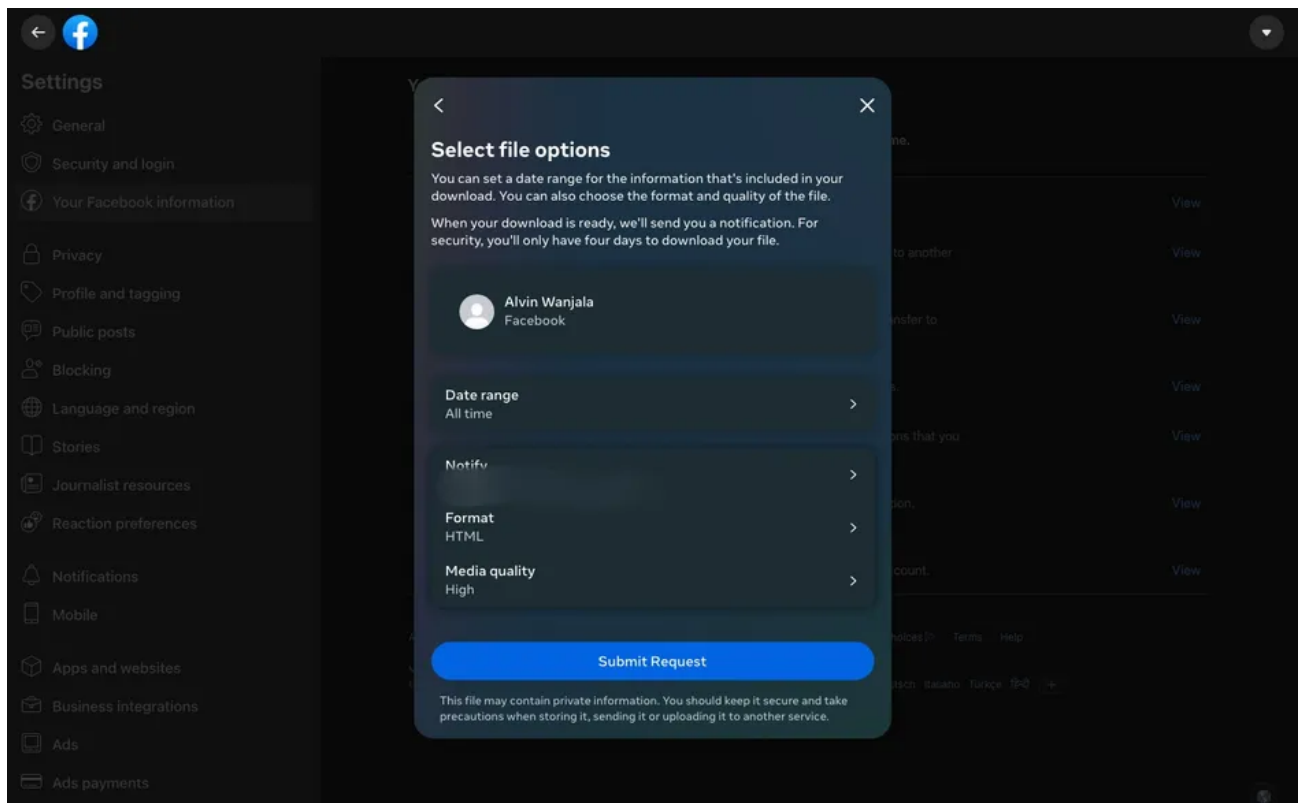 Settings
General
Security and login
Your Facebook information
Privacy
Profile and tagging
Public posts
Blocking
Language and region
Stories
Journalist resources
Reaction preferences
Notifications
Mobile
Apps and websites
Business integrations
Ads
Ads payments
Select file options
You can set a date range for the information that's included in your
download. You can also choose the format and quality of the file.
When your download is ready, we'll send you a notification. For
security, you'll only have four days to download your file.
Alvin Wanjala
Facebook
Date range
All time
Notify
Format
HTML
Media quality
High
Submit Request
This file may contain private information. You should keep it secure and take
precautions when storing it, sending it or uploading it to another service.
View
to another View
View
View
that you View
View
View
Terms Help
Italiano Türkçe हिन्दी